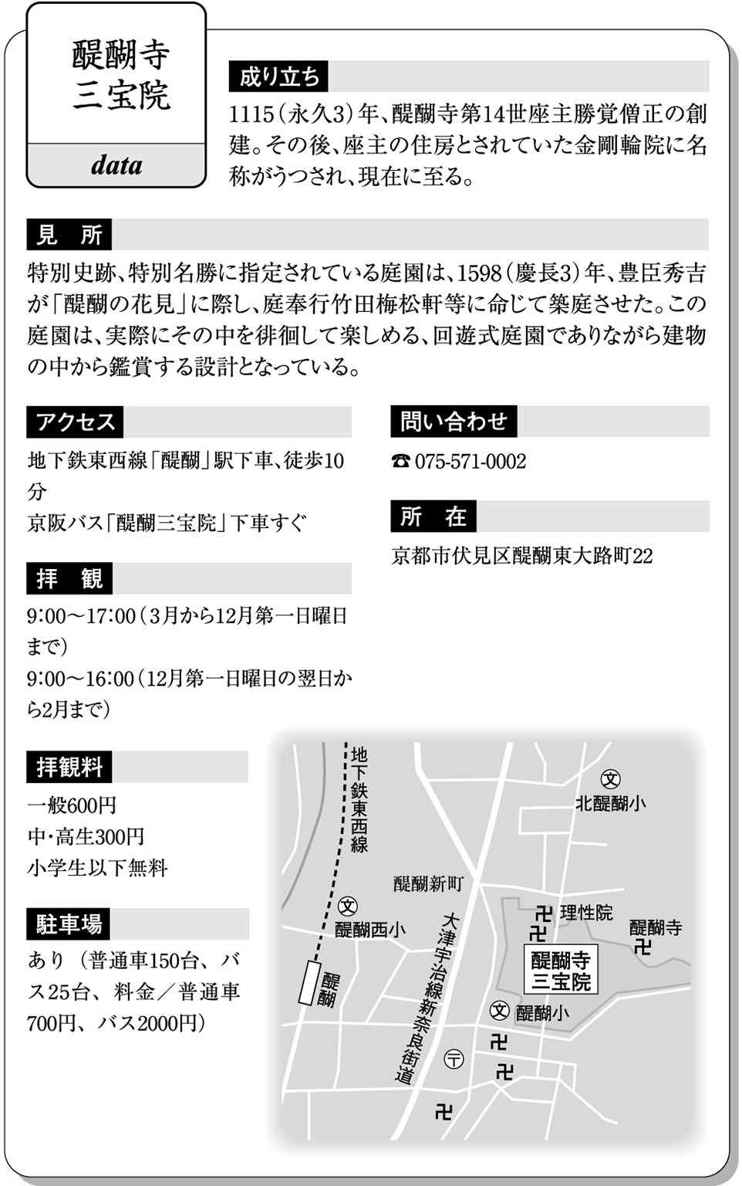 醍醐寺
三宝院
data
成り立ち
1115（永久3）年、醍醐寺第14世座主勝覚僧正の創
建。その後、座主の住房とされていた金剛輪院に名
称がうつされ、現在に至る。
見所
特別史跡、特別名勝に指定されている庭園は、1598（慶長3）年、豊臣秀吉
が「醍醐の花見」に際し、庭奉行竹田梅松軒等に命じて築庭させた。この
庭園は、実際にその中を徘徊して楽しめる、回遊式庭園でありながら建物
の中から鑑賞する設計となっている。
アクセス
地下鉄東西線「醍醐」駅下車、徒歩10
分
京阪バス「醍醐三宝院」下車すぐ
問い合わせ
☎075-571-0002
所在
京都市伏見区醍醐東大路町22
拝観
9:00〜17:00（3月から12月第一日曜日
まで）
9:00〜16:00（12月第一日曜日の翌日か
ら2月まで）
拝観料
一般600円
中・高生300円
小学生以下無料
駐車場
あり（普通車150台、バ
ス25台、料金／普通車
700円、バス2000円）
地下鉄東西線
文
北醍醐小
醍醐新町
文
醍醐西小
大津宇治線新奈良街道
卍 理性院
卍
醍醐寺
卍
醍醐寺
三宝院
醍醐
文 醍醐小
卍
〒
卍
卍